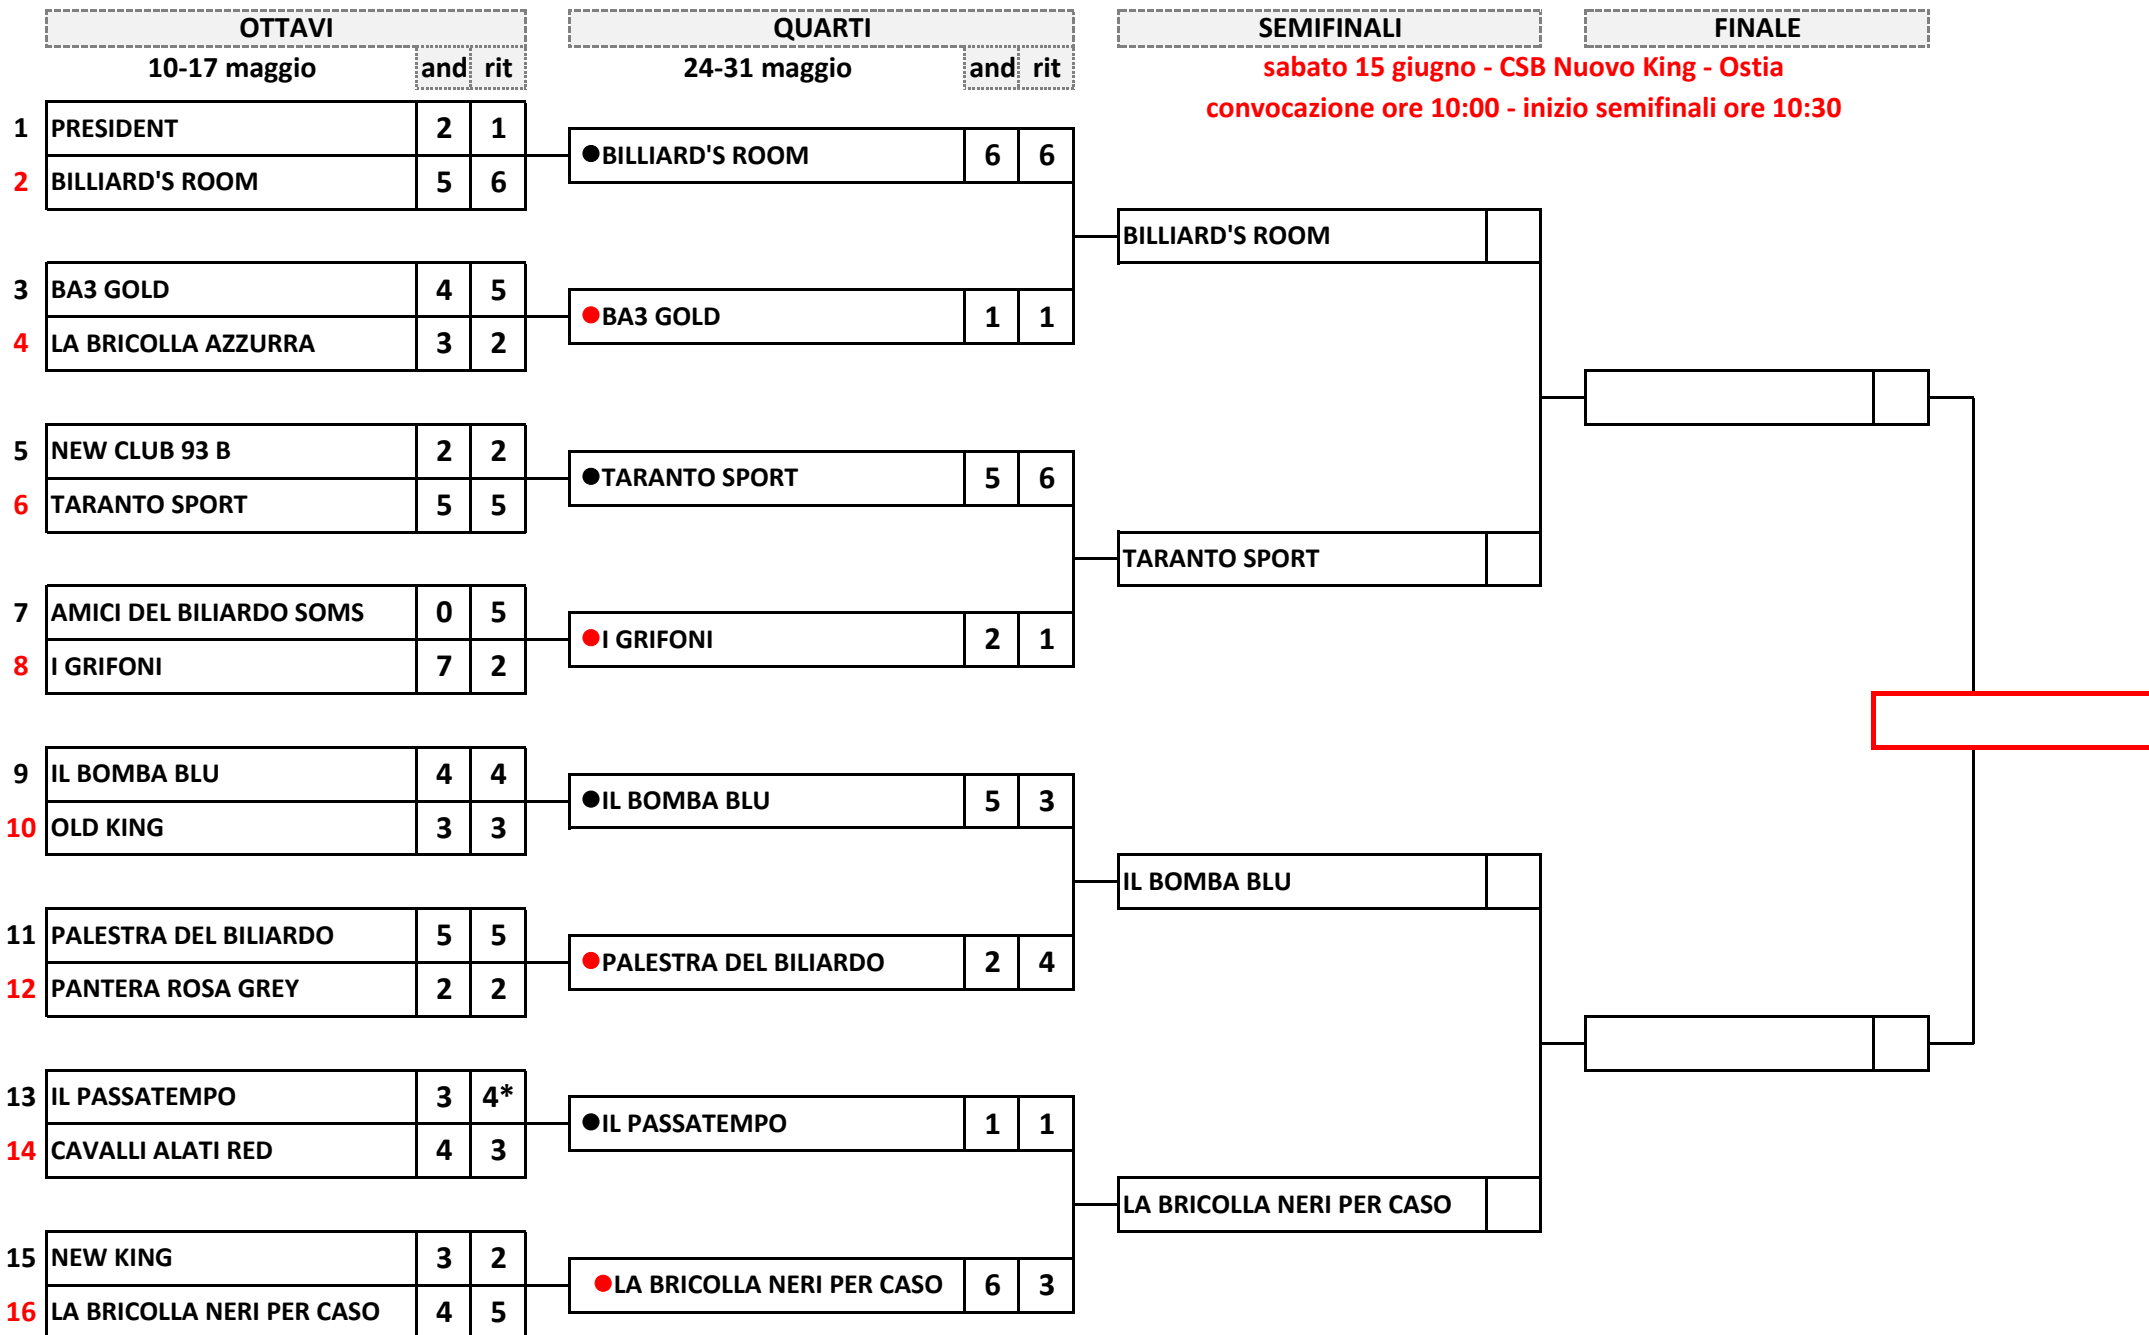 OTTAVI QUARTI SEMIFINALI FINALE
10-17 maggio and rit 24-31 maggio and rit sabato 15 giugno - CSB Nuovo King - Ostia
convocazione ore 10:00 - inizio semifinali ore 10:30
1 PRESIDENT 2 1
●BILLIARD'S ROOM 6 6
2 BILLIARD'S ROOM 5 6
BILLIARD'S ROOM
3 BA3 GOLD 4 5
●BA3 GOLD 1 1
4 LA BRICOLLA AZZURRA 3 2
5 NEW CLUB 93 B 2 2
●TARANTO SPORT 5 6
6 TARANTO SPORT 5 5
TARANTO SPORT
7 AMICI DEL BILIARDO SOMS 0 5
●I GRIFONI 2 1
8 I GRIFONI 7 2
9 IL BOMBA BLU 4 4
●IL BOMBA BLU 5 3
10 OLD KING 3 3
IL BOMBA BLU
11 PALESTRA DEL BILIARDO 5 5
●PALESTRA DEL BILIARDO 2 4
12 PANTERA ROSA GREY 2 2
13 IL PASSATEMPO 3 4*
●IL PASSATEMPO 1 1
14 CAVALLI ALATI RED 4 3
LA BRICOLLA NERI PER CASO
15 NEW KING 3 2
●LA BRICOLLA NERI PER CASO 6 3
16 LA BRICOLLA NERI PER CASO 4 5